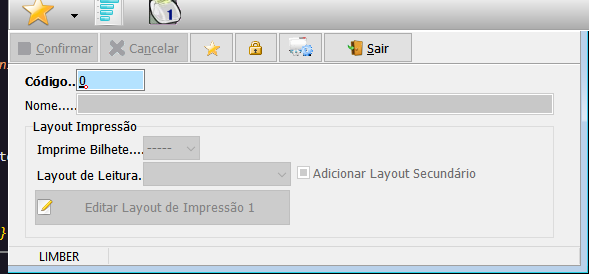 1
Confirmar Cancelar Sair
Código.. 0
Nome.....
Layout Impressão
Imprime Bilhete.... -----
Layout de Leitura. Adicionar Layout Secundário
Editar Layout de Impressão 1
LIMBER